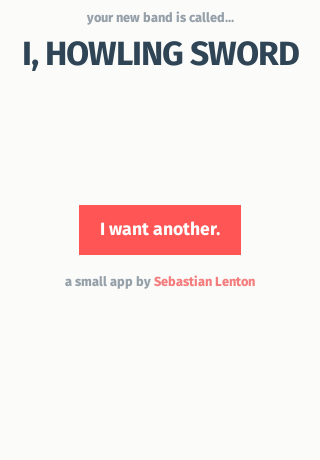 your new band is called...
I, HOWLING SWORD
I want another.
a small app by Sebastian Lenton